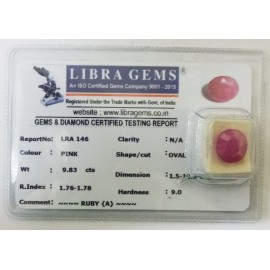 LIBRA GEMS
An ISO Certified Gems Company 9001 - 2015
Registered Under the Trade Marks with Govt. of India
website : www.libragems.co.in
GEMS & DIAMOND CERTIFIED TESTING REPORT
ReportNo: LRA 146 Clarity : N/A
Colour : PINK Shape/cut : OVAL
Wt : 9.83 cts Dimension :
R.Index : 1.76-1.78 Hardness : 9.0
Comment : ~~~~ RUBY (A) ~~~~